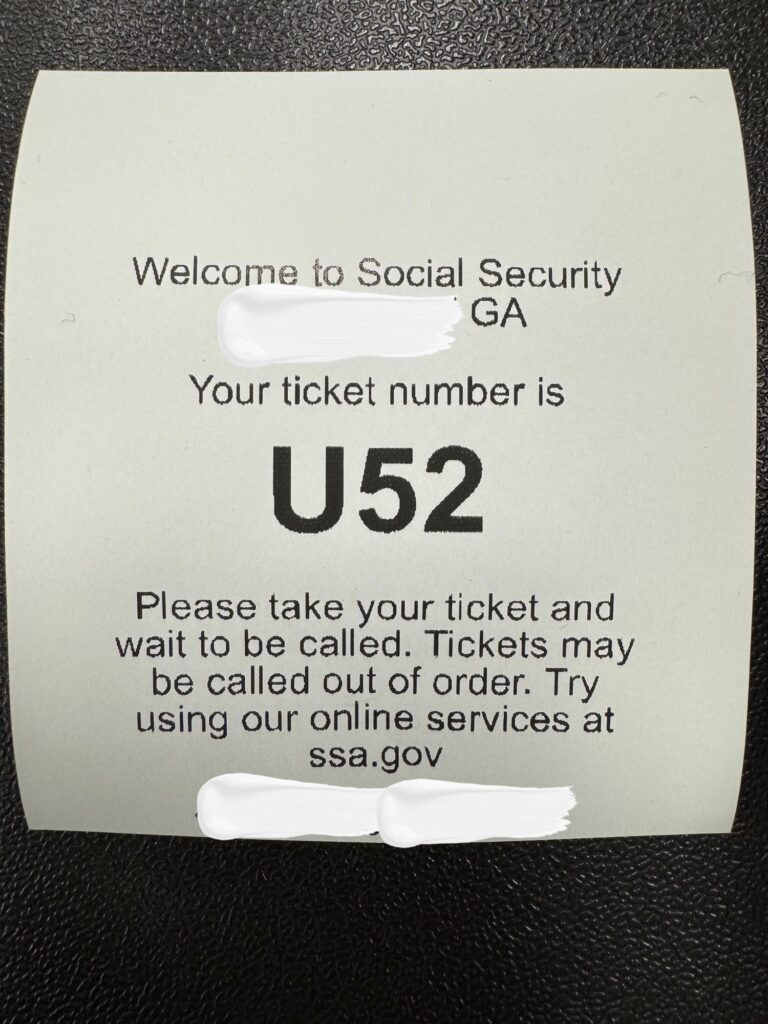 Welcome to Social Security
GA
Your ticket number is
U52
Please take your ticket and
wait to be called. Tickets may
be called out of order. Try
using our online services at
ssa.gov